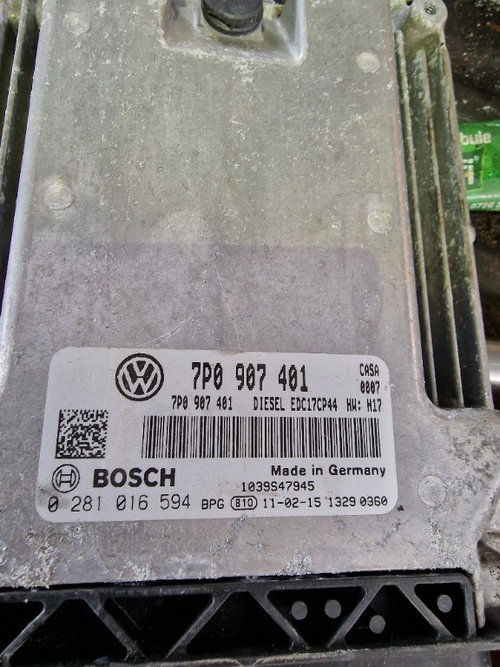 bule
7P0 907 401
CASA
0007
7P0 907 401 DIESEL EDC17CP44 HW: H17
BOSCH
Made in Germany
1039S47945
0 281 016 594 BPG 810 11-02-15 1329 0360